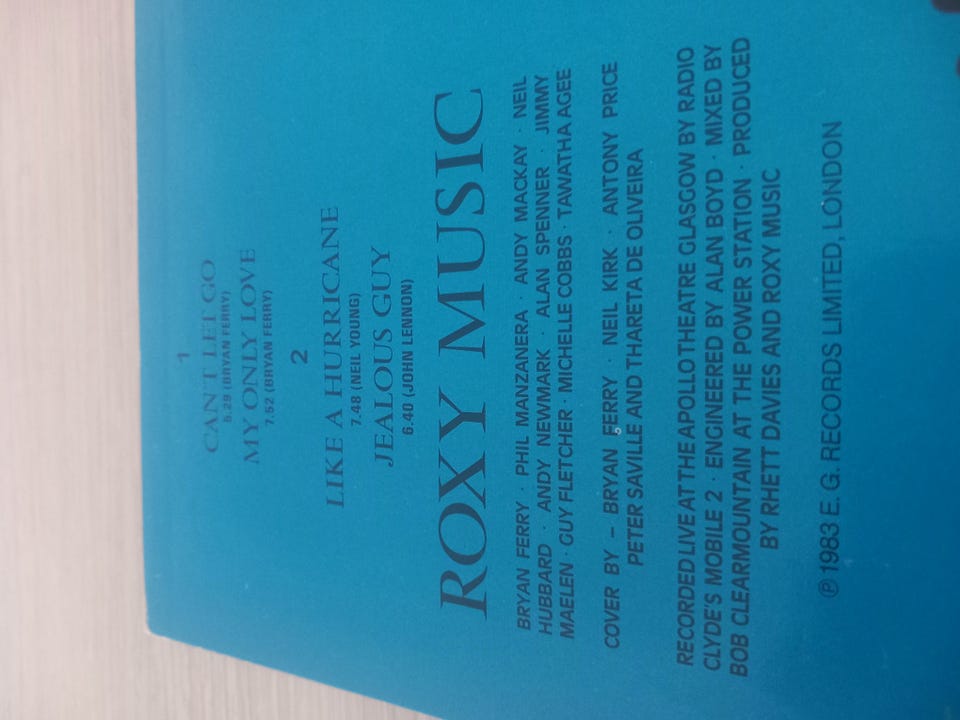 1
CAN'T LET GO
5.29 (BRYAN FERRY)
MY ONLY LOVE
7.52 (BRYAN FERRY)
2
LIKE A HURRICANE
7.48 (NEIL YOUNG)
JEALOUS GUY
6.40 (JOHN LENNON)
ROXY MUSIC
BRYAN FERRY · PHIL MANZANERA · ANDY MACKAY · NEIL
HUBBARD · ANDY NEWMARK · ALAN SPENNER · JIMMY
MAELEN · GUY FLETCHER · MICHELLE COBBS · TAWATHA AGEE
COVER BY – BRYAN FERRY · NEIL KIRK · ANTONY PRICE
PETER SAVILLE AND THARETA DE OLIVEIRA
RECORDED LIVE AT THE APOLLO THEATRE GLASGOW BY RADIO
CLYDE'S MOBILE 2 · ENGINEERED BY ALAN BOYD · MIXED BY
BOB CLEARMOUNTAIN AT THE POWER STATION · PRODUCED
BY RHETT DAVIES AND ROXY MUSIC
℗ 1983 E. G. RECORDS LIMITED, LONDON